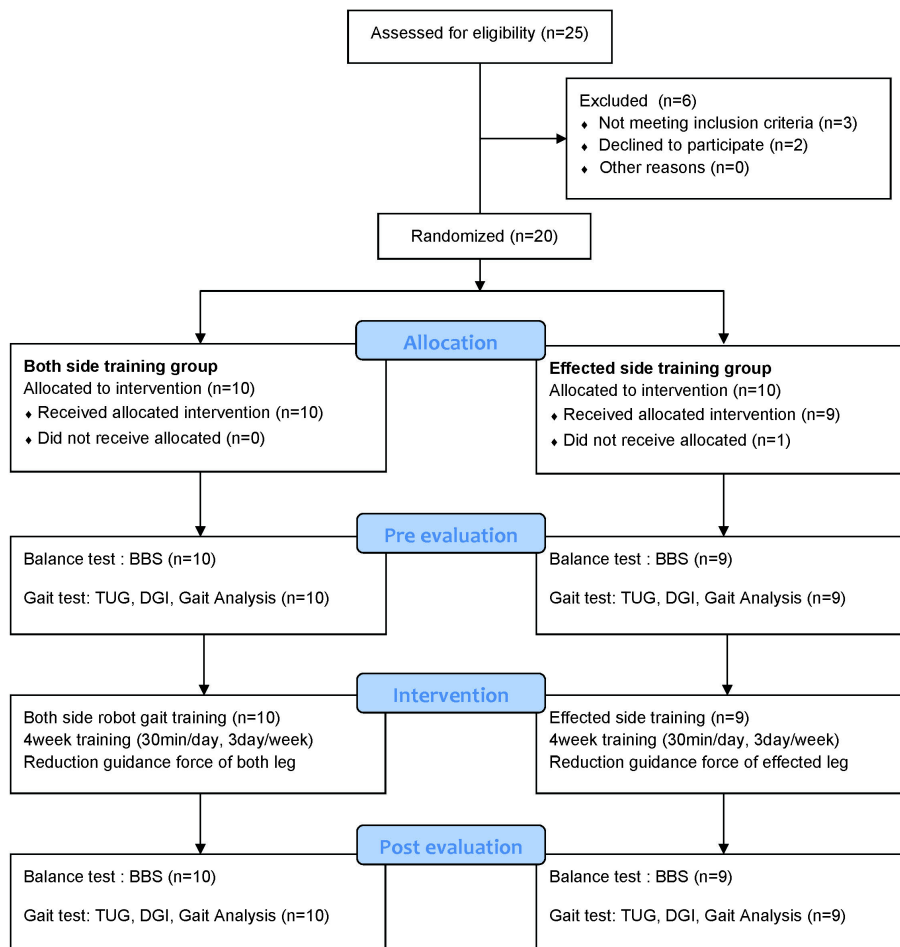 Assessed for eligibility (n=25)
Excluded (n=6)
♦ Not meeting inclusion criteria (n=3)
♦ Declined to participate (n=2)
♦ Other reasons (n=0)
Randomized (n=20)
Allocation
Both side training group
Allocated to intervention (n=10)
♦ Received allocated intervention (n=10)
♦ Did not receive allocated (n=0)
Effected side training group
Allocated to intervention (n=10)
♦ Received allocated intervention (n=9)
♦ Did not receive allocated (n=1)
Pre evaluation
Balance test : BBS (n=10)
Gait test: TUG, DGI, Gait Analysis (n=10)
Balance test : BBS (n=9)
Gait test: TUG, DGI, Gait Analysis (n=9)
Intervention
Both side robot gait training (n=10)
4week training (30min/day, 3day/week)
Reduction guidance force of both leg
Effected side training (n=9)
4week training (30min/day, 3day/week)
Reduction guidance force of effected leg
Post evaluation
Balance test : BBS (n=10)
Gait test: TUG, DGI, Gait Analysis (n=10)
Balance test : BBS (n=9)
Gait test: TUG, DGI, Gait Analysis (n=9)